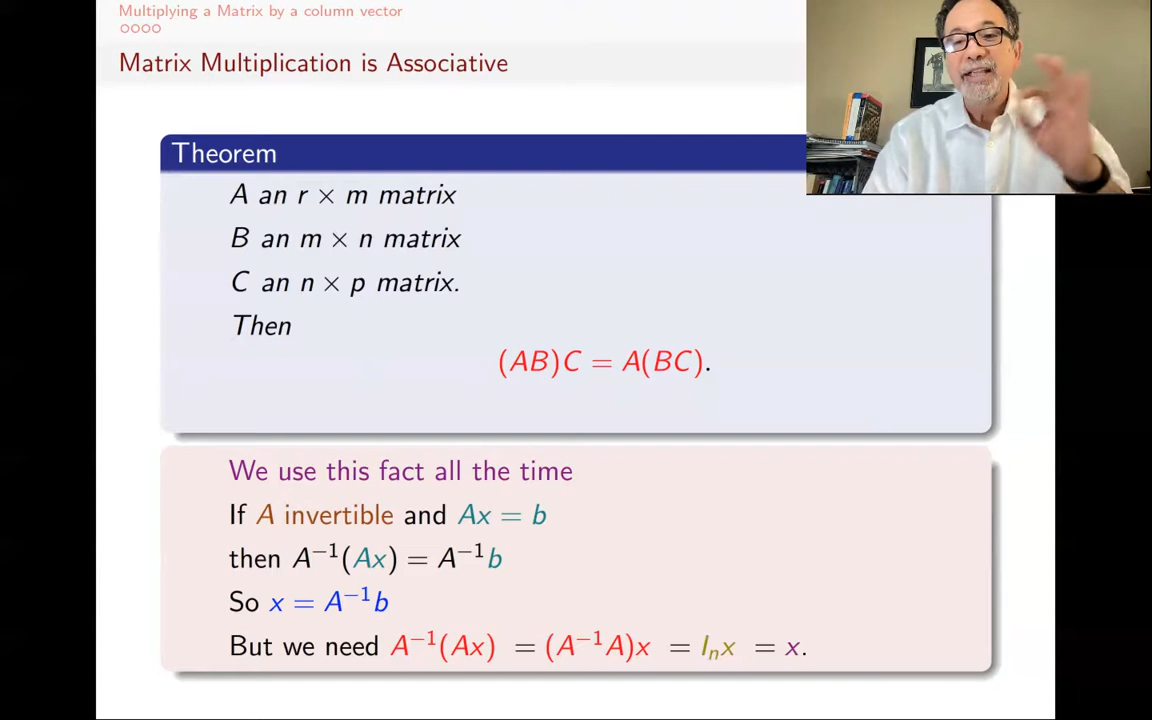 Multiplying a Matrix by a column vector
Matrix Multiplication is Associative
Theorem
A an r × m matrix
B an m × n matrix
C an n × p matrix.
Then
(AB)C = A(BC).
We use this fact all the time
If A invertible and Ax = b
then A⁻¹(Ax) = A⁻¹b
So x = A⁻¹b
But we need A⁻¹(Ax) = (A⁻¹A)x = Iₙx = x.